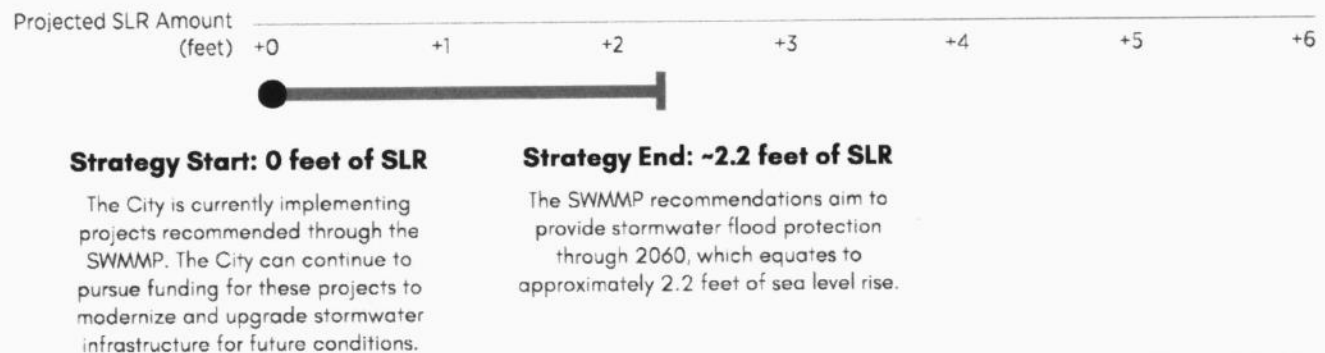 Projected SLR Amount
(feet) +0 +1 +2 +3 +4 +5 +6
Strategy Start: 0 feet of SLR
The City is currently implementing
projects recommended through the
SWMMP. The City can continue to
pursue funding for these projects to
modernize and upgrade stormwater
infrastructure for future conditions.
Strategy End: ~2.2 feet of SLR
The SWMMP recommendations aim to
provide stormwater flood protection
through 2060, which equates to
approximately 2.2 feet of sea level rise.